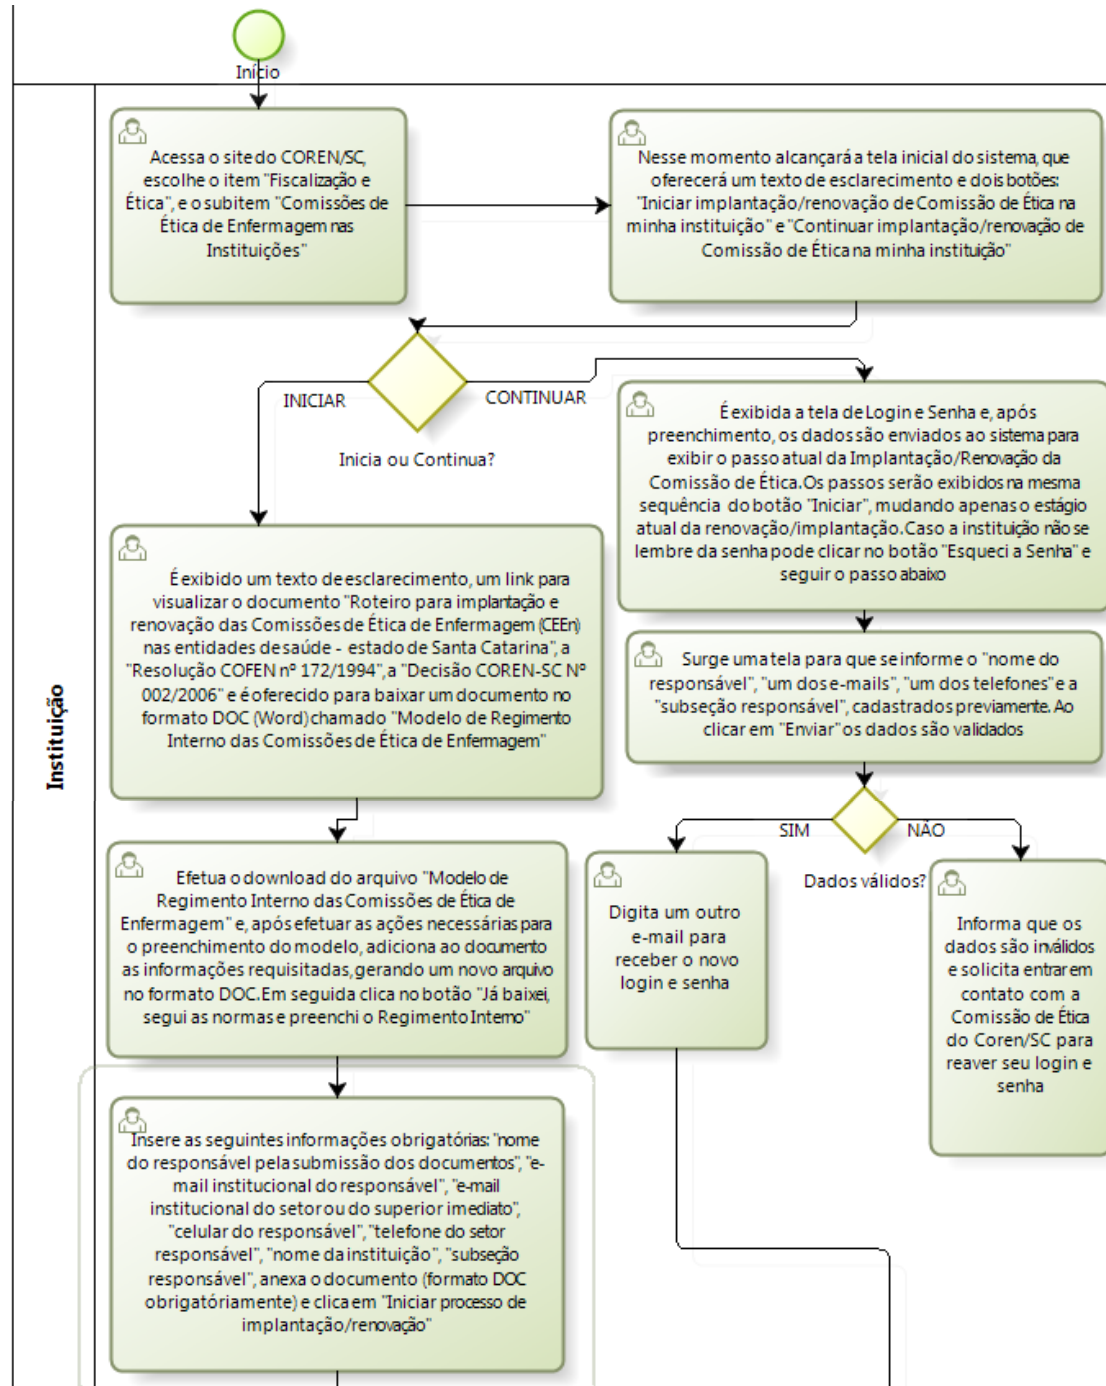 Início
Instituição
Acessa o site do COREN/SC,
escolhe o item "Fiscalização e
Ética", e o subitem "Comissões de
Ética de Enfermagem nas
Instituições"
Nesse momento alcançará a tela inicial do sistema, que
oferecerá um texto de esclarecimento e dois botões:
"Iniciar implantação/renovação de Comissão de Ética na
minha instituição" e "Continuar implantação/renovação de
Comissão de Ética na minha instituição"
INICIAR
CONTINUAR
Inicia ou Continua?
É exibida a tela de Login e Senha e, após
preenchimento, os dados são enviados ao sistema para
exibir o passo atual da Implantação/Renovação da
Comissão de Ética. Os passos serão exibidos na mesma
sequência do botão "Iniciar", mudando apenas o estágio
atual da renovação/implantação. Caso a instituição não se
lembre da senha pode clicar no botão "Esqueci a Senha" e
seguir o passo abaixo
É exibido um texto de esclarecimento, um link para
visualizar o documento "Roteiro para implantação e
renovação das Comissões de Ética de Enfermagem (CEEn)
nas entidades de saúde - estado de Santa Catarina", a
"Resolução COFEN nº 172/1994", a "Decisão COREN-SC Nº
002/2006" e é oferecido para baixar um documento no
formato DOC (Word) chamado "Modelo de Regimento
Interno das Comissões de Ética de Enfermagem"
Surge uma tela para que se informe o "nome do
responsável", "um dos e-mails", "um dos telefones" e a
"subseção responsável", cadastrados previamente. Ao
clicar em "Enviar" os dados são validados
SIM
NÃO
Dados válidos?
Efetua o download do arquivo "Modelo de
Regimento Interno das Comissões de Ética de
Enfermagem" e, após efetuar as ações necessárias para
o preenchimento do modelo, adiciona ao documento
as informações requisitadas, gerando um novo arquivo
no formato DOC. Em seguida clica no botão "Já baixei,
segui as normas e preenchi o Regimento Interno"
Digita um outro
e-mail para
receber o novo
login e senha
Informa que os
dados são inválidos
e solicita entrar em
contato com a
Comissão de Ética
do Coren/SC para
reaver seu login e
senha
Insere as seguintes informações obrigatórias: "nome
do responsável pela submissão dos documentos", "e-
mail institucional do responsável", "e-mail
institucional do setor ou do superior imediato",
"celular do responsável", "telefone do setor
responsável", "nome da instituição", "subseção
responsável", anexa o documento (formato DOC
obrigatóriamente) e clica em "Iniciar processo de
implantação/renovação"